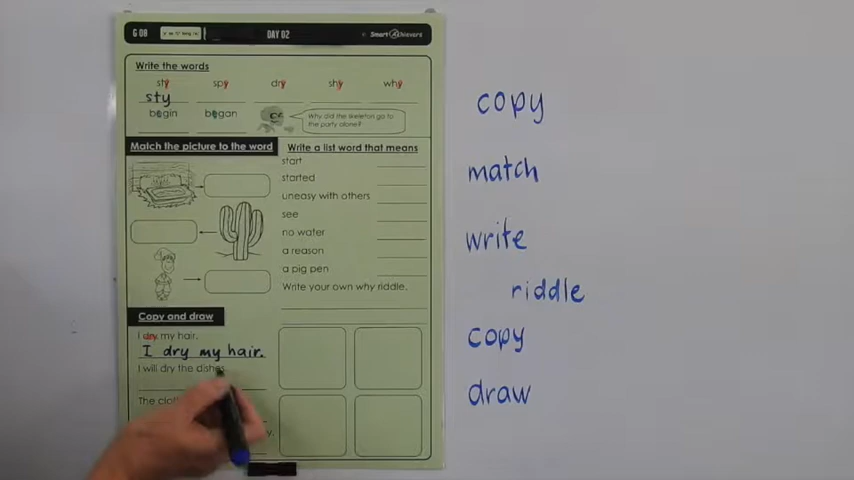 G 08
DAY 02
Smart Achievers
Write the words
sty spy dry shy why
sty
begin began
Why did the skeleton go to
the party alone?
Match the picture to the word
Write a list word that means
start
started
uneasy with others
see
no water
a reason
a pig pen
Write your own why riddle.
Copy and draw
I dry my hair.
I dry my hair.
I will dry the dishes
The
copy
match
write
riddle
copy
draw